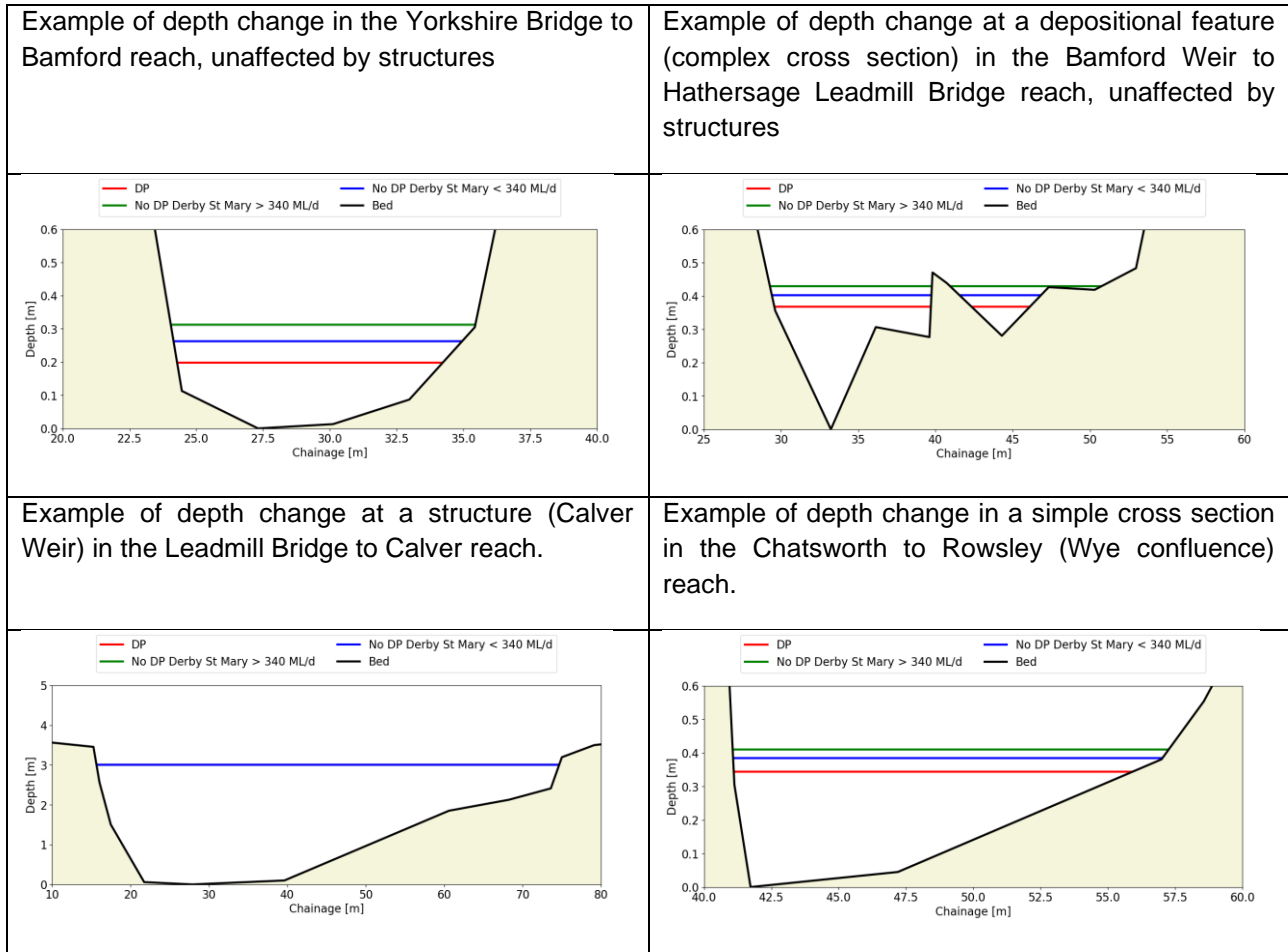 Example of depth change in the Yorkshire Bridge to
Bamford reach, unaffected by structures
Example of depth change at a depositional feature
(complex cross section) in the Bamford Weir to
Hathersage Leadmill Bridge reach, unaffected by
structures
DP
No DP Derby St Mary < 340 ML/d
No DP Derby St Mary > 340 ML/d
Bed
0.6
0.5
0.4
0.3
0.2
0.1
0.0
Depth [m]
20.0 22.5 25.0 27.5 30.0 32.5 35.0 37.5 40.0
Chainage [m]
DP
No DP Derby St Mary < 340 ML/d
No DP Derby St Mary > 340 ML/d
Bed
0.6
0.5
0.4
0.3
0.2
0.1
0.0
Depth [m]
25 30 35 40 45 50 55 60
Chainage [m]
Example of depth change at a structure (Calver
Weir) in the Leadmill Bridge to Calver reach.
Example of depth change in a simple cross section
in the Chatsworth to Rowsley (Wye confluence)
reach.
DP
No DP Derby St Mary < 340 ML/d
No DP Derby St Mary > 340 ML/d
Bed
5
4
3
2
1
0
Depth [m]
10 20 30 40 50 60 70 80
Chainage [m]
DP
No DP Derby St Mary < 340 ML/d
No DP Derby St Mary > 340 ML/d
Bed
0.6
0.5
0.4
0.3
0.2
0.1
0.0
Depth [m]
40.0 42.5 45.0 47.5 50.0 52.5 55.0 57.5 60.0
Chainage [m]